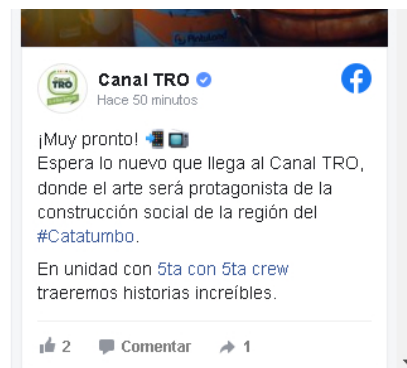 Canal TRO
Hace 50 minutos
TRO
¡Muy pronto! 📲📺
Espera lo nuevo que llega al Canal TRO,
donde el arte será protagonista de la
construcción social de la región del
#Catatumbo.
En unidad con 5ta con 5ta crew
traeremos historias increíbles.
2
Comentar
1